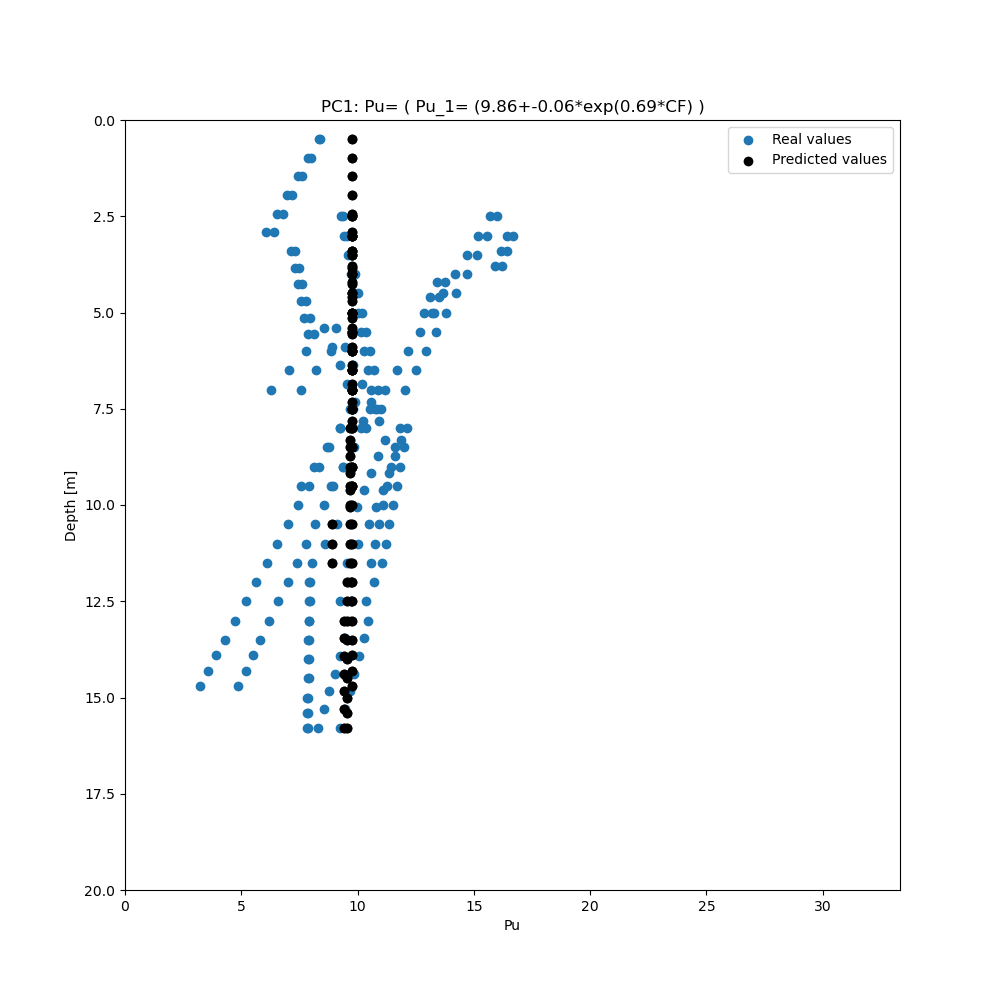 PC1: Pu= ( Pu_1= (9.86+-0.06*exp(0.69*CF) )
Real values
Predicted values
0.0
2.5
5.0
7.5
10.0
12.5
15.0
17.5
20.0
Depth [m]
0 5 10 15 20 25 30
Pu